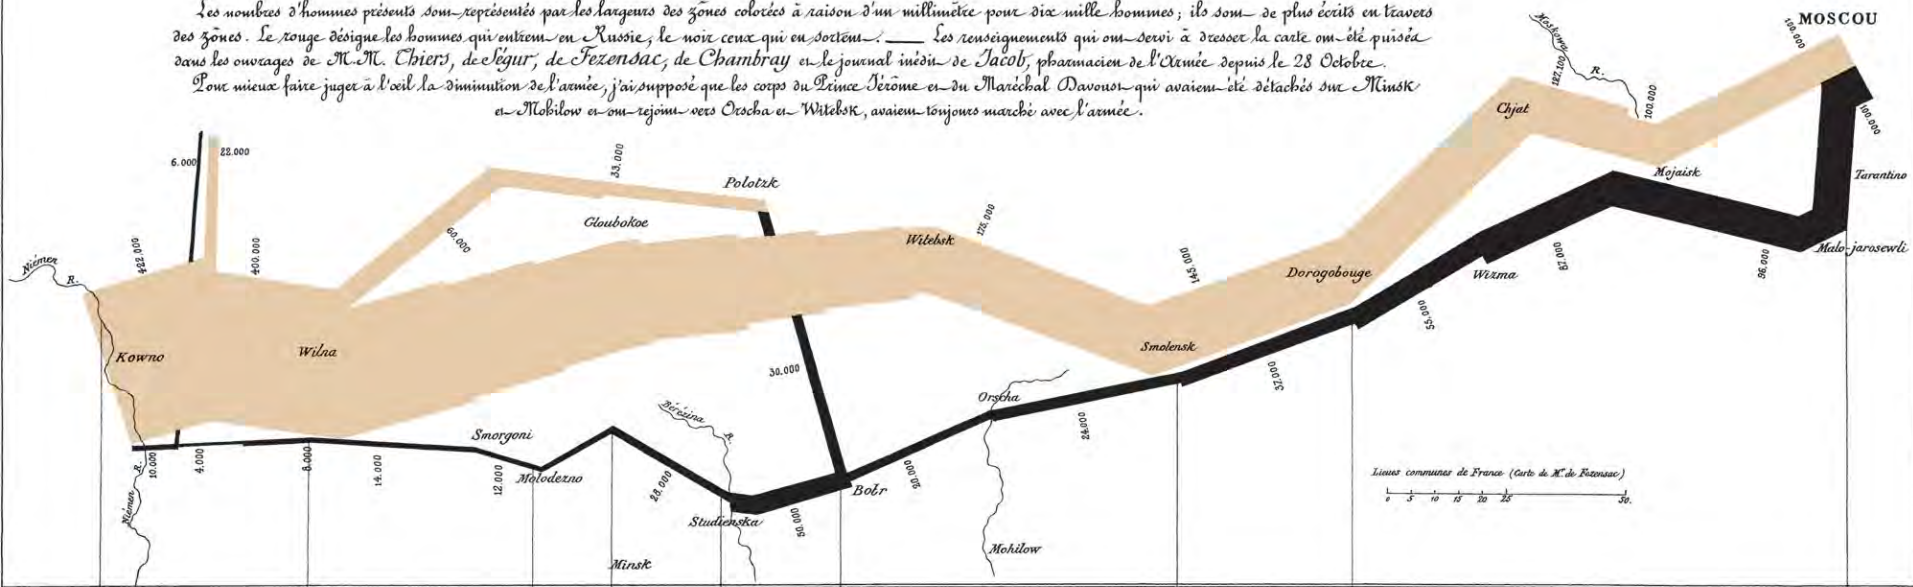 Les nombres d'hommes présents sont représentés par les largeurs des zones colorées à raison d'un millimètre pour dix mille hommes; ils sont de plus écrits en travers
des zones. Le rouge désigne les hommes qui entrent en Russie, le noir ceux qui en sortent. — Les renseignements qui ont servi à dresser la carte ont été puisés
dans les ouvrages de M.M. Thiers, de Ségur, de Fezensac, de Chambray et le journal inédit de Jacob, pharmacien de l'Armée depuis le 28 Octobre.
Pour mieux faire juger à l'œil la diminution de l'armée, j'ai supposé que les corps du Prince Jérôme et du Maréchal Davoust qui avaient été détachés sur Minsk
et Mohilow et ont rejoint vers Orscha et Witebsk, avaient toujours marché avec l'armée.
MOSCOU
100.000
Moskowa R.
127.100
100.000
Chjat
100.000
Mojaisk
Tarantino
Malo-jarosewli
6.000
22.000
33.000
Polotzk
Gloubokoe
60.000
422.000
400.000
Niémen R.
175.000
Witebsk
145.000
Dorogobouge
Wizma
87.000
96.000
55.000
Kowno
Wilna
Smolensk
30.000
37.000
Orscha
24.000
Bérézina R.
Smorgoni
Molodezno
10.000
4.000
8.000
14.000
12.000
28.000
Studienska
50.000
Bobr
20.000
Niémen R.
Minsk
Mohilow
Lieues communes de France (Carte de M. de Fezensac)
0 5 10 15 20 25 50.